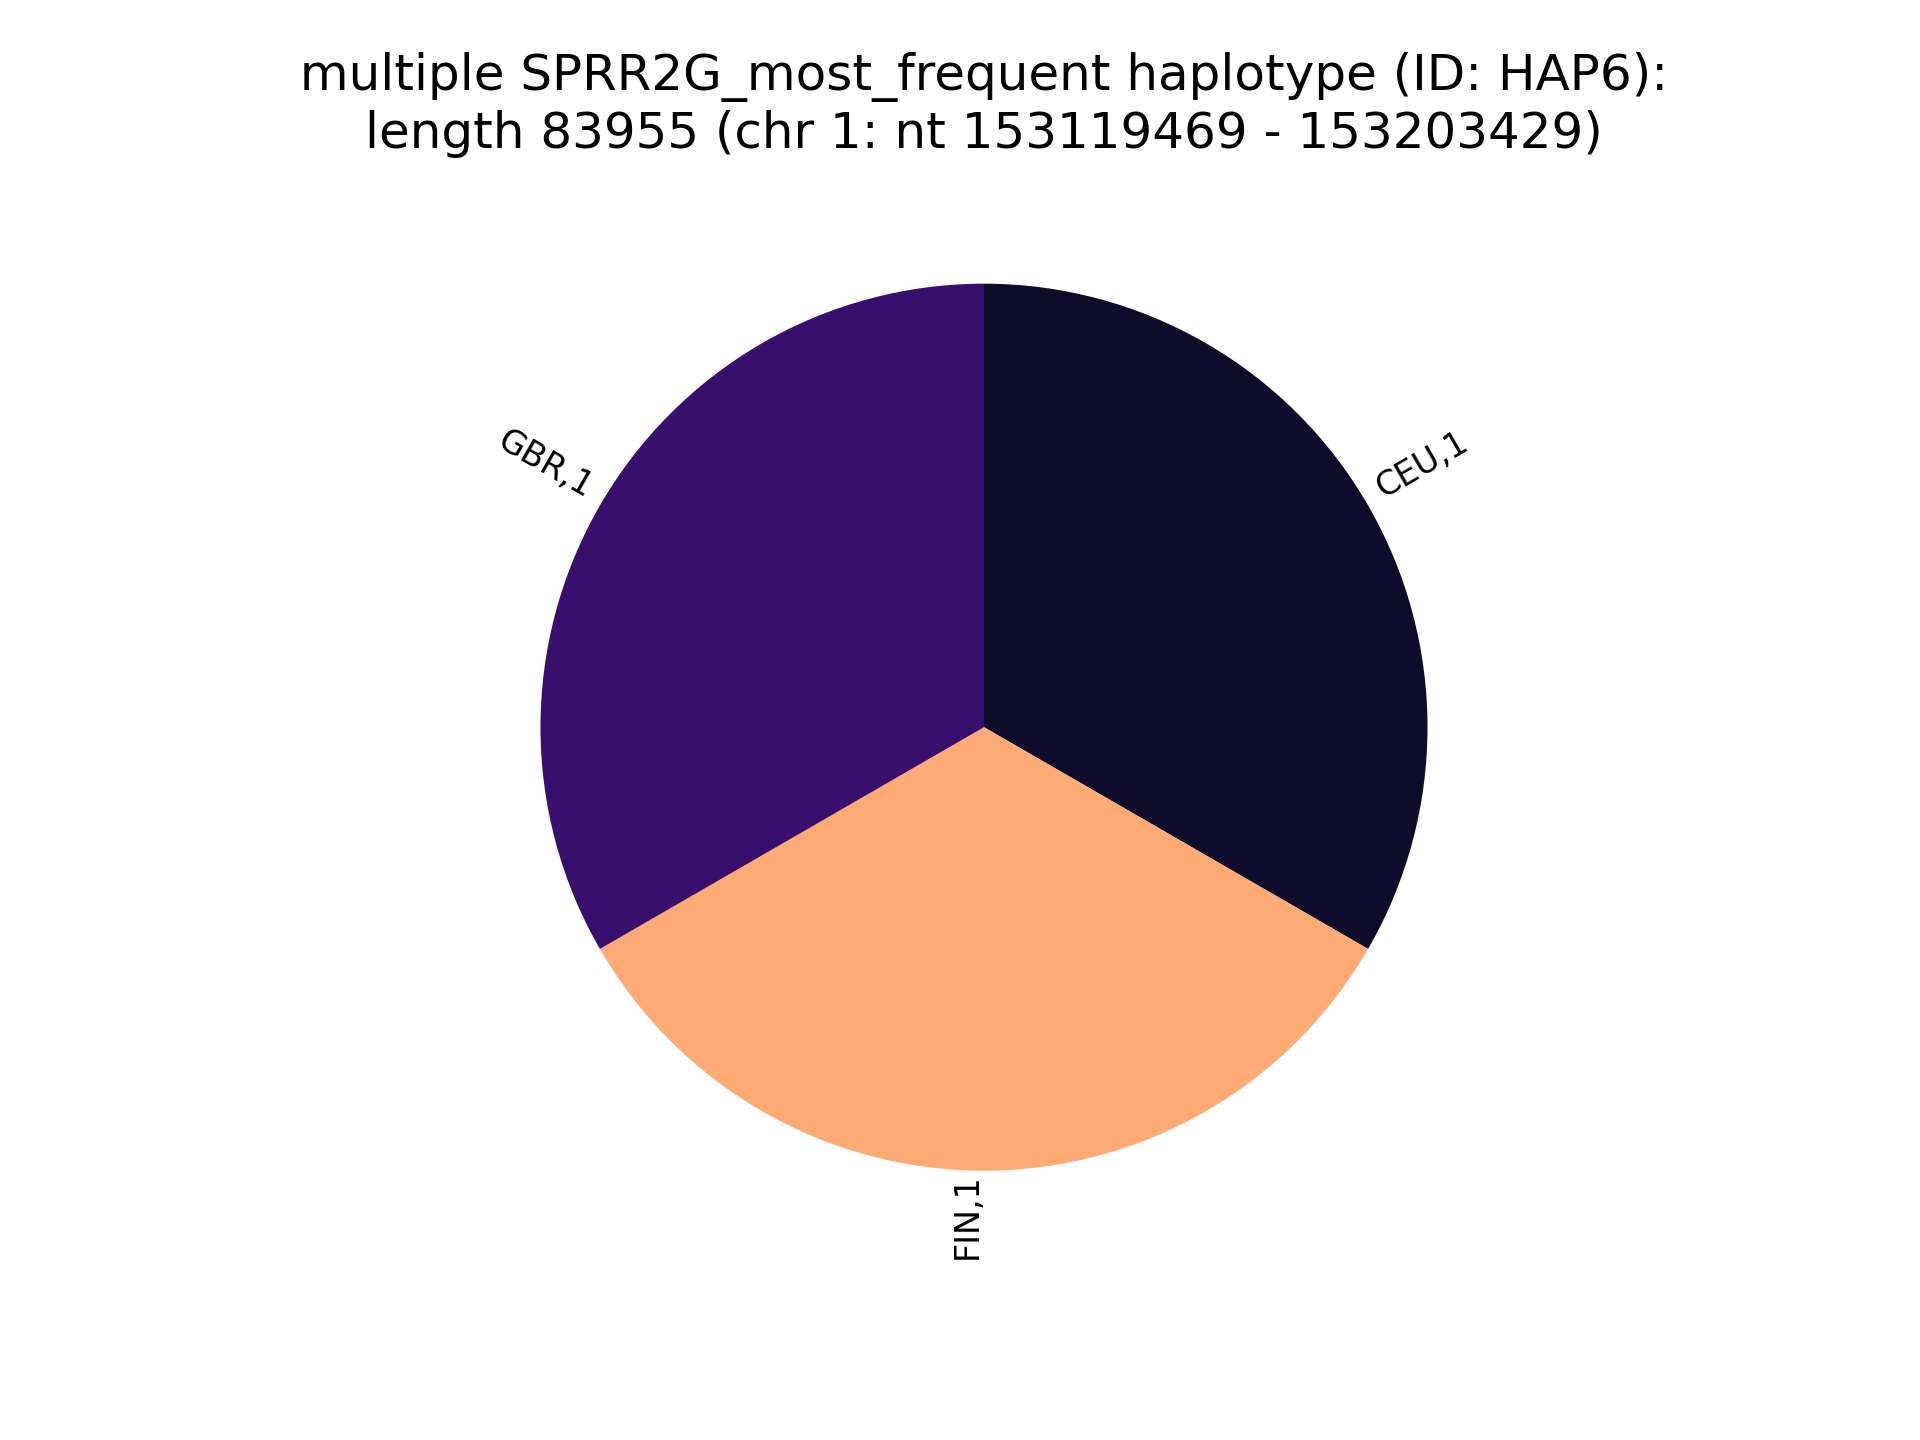 multiple SPRR2G_most_frequent haplotype (ID: HAP6):
length 83955 (chr 1: nt 153119469 - 153203429)
GBR,1
CEU,1
FIN,1